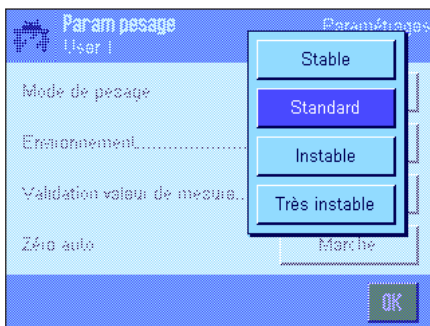 Param pesage
Paramétrages
User 1
Stable
Mode de pesage
Standard
Environnement
Instable
Validation valeur de mesure..
Très instable
Zéro auto
Marche
OK